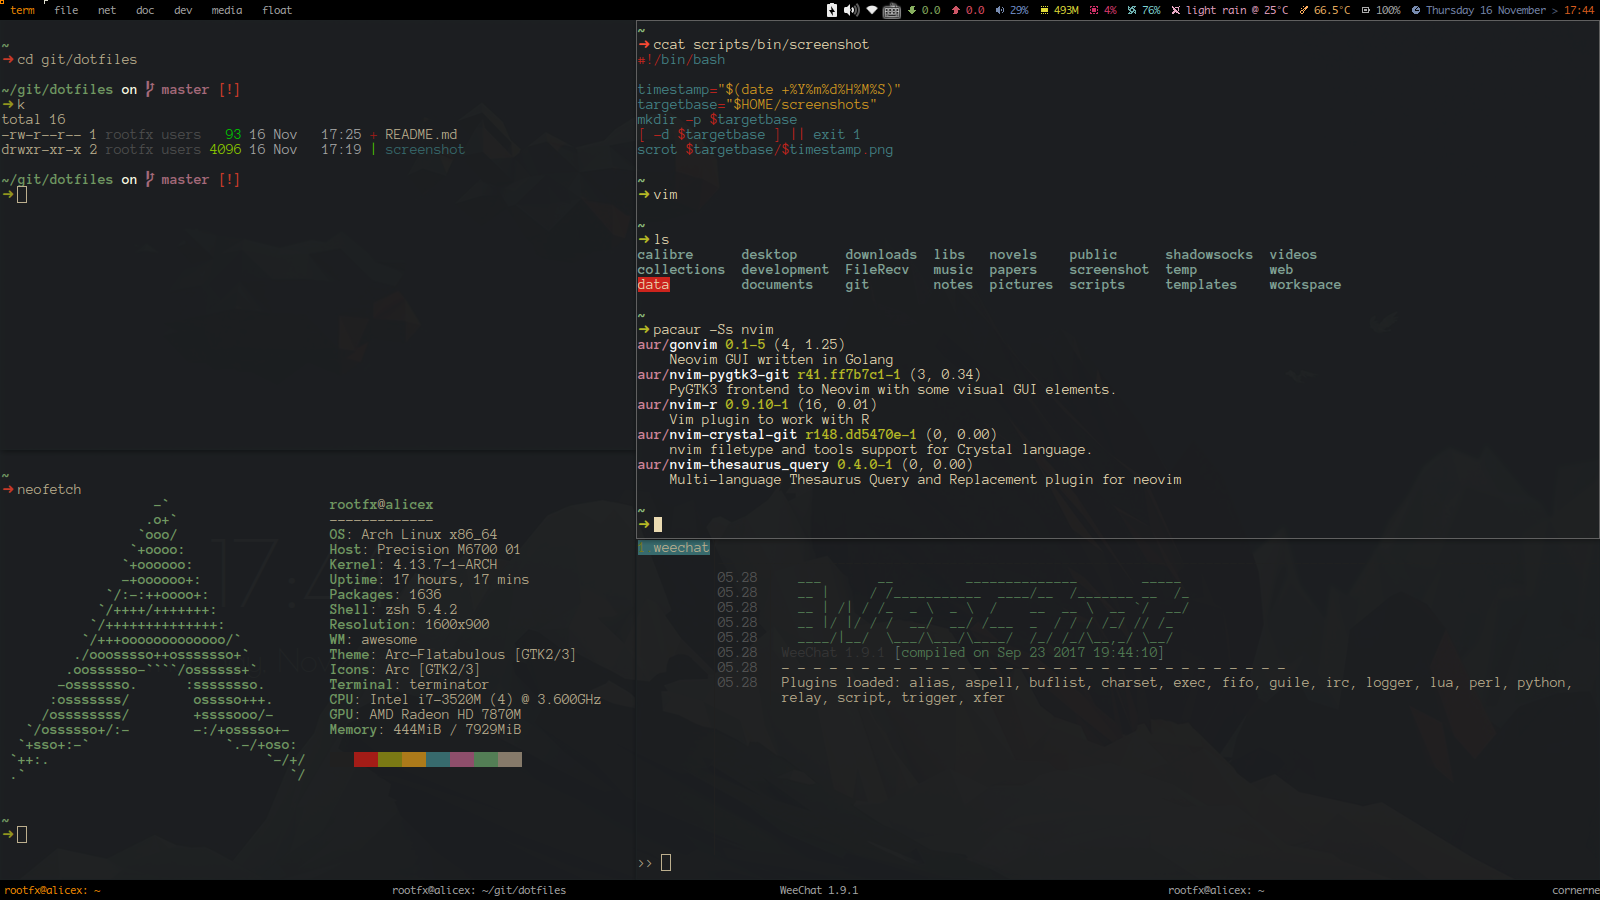 term file net doc dev media float
0.0 0.0 29% 493M 4% 76% light rain @ 25°C 66.5°C 100% Thursday 16 November > 17:44
~
➜ cd git/dotfiles
~/git/dotfiles on master [!]
➜ k
total 16
-rw-r--r-- 1 rootfx users 93 16 Nov 17:25 + README.md
drwxr-xr-x 2 rootfx users 4096 16 Nov 17:19 | screenshot
~/git/dotfiles on master [!]
➜
~
➜ neofetch
rootfx@alicex
-------------
OS: Arch Linux x86_64
Host: Precision M6700 01
Kernel: 4.13.7-1-ARCH
Uptime: 17 hours, 17 mins
Packages: 1636
Shell: zsh 5.4.2
Resolution: 1600x900
WM: awesome
Theme: Arc-Flatabulous [GTK2/3]
Icons: Arc [GTK2/3]
Terminal: terminator
CPU: Intel i7-3520M (4) @ 3.600GHz
GPU: AMD Radeon HD 7870M
Memory: 444MiB / 7929MiB
~
➜
~
➜ ccat scripts/bin/screenshot
#!/bin/bash
timestamp="$(date +%Y%m%d%H%M%S)"
targetbase="$HOME/screenshots"
mkdir -p $targetbase
[ -d $targetbase ] || exit 1
scrot $targetbase/$timestamp.png
~
➜ vim
~
➜ ls
calibre desktop downloads libs novels public shadowsocks videos
collections development FileRecv music papers screenshot temp web
data documents git notes pictures scripts templates workspace
~
➜ pacaur -Ss nvim
aur/gonvim 0.1-5 (4, 1.25)
Neovim GUI written in Golang
aur/nvim-pygtk3-git r41.ff7b7c1-1 (3, 0.34)
PyGTK3 frontend to Neovim with some visual GUI elements.
aur/nvim-r 0.9.10-1 (16, 0.01)
Vim plugin to work with R
aur/nvim-crystal-git r148.dd5470e-1 (0, 0.00)
nvim filetype and tools support for Crystal language.
aur/nvim-thesaurus_query 0.4.0-1 (0, 0.00)
Multi-language Thesaurus Query and Replacement plugin for neovim
~
➜
1.weechat
05.28
05.28
05.28
05.28
05.28
05.28 WeeChat 1.9.1 [compiled on Sep 23 2017 19:44:10]
05.28 - - - - - - - - - - - - - - - - - - - - - - - - - - - - - - - -
05.28 Plugins loaded: alias, aspell, buflist, charset, exec, fifo, guile, irc, logger, lua, perl, python,
relay, script, trigger, xfer
>>
rootfx@alicex: ~ rootfx@alicex: ~/git/dotfiles WeeChat 1.9.1 rootfx@alicex: ~ cornerne